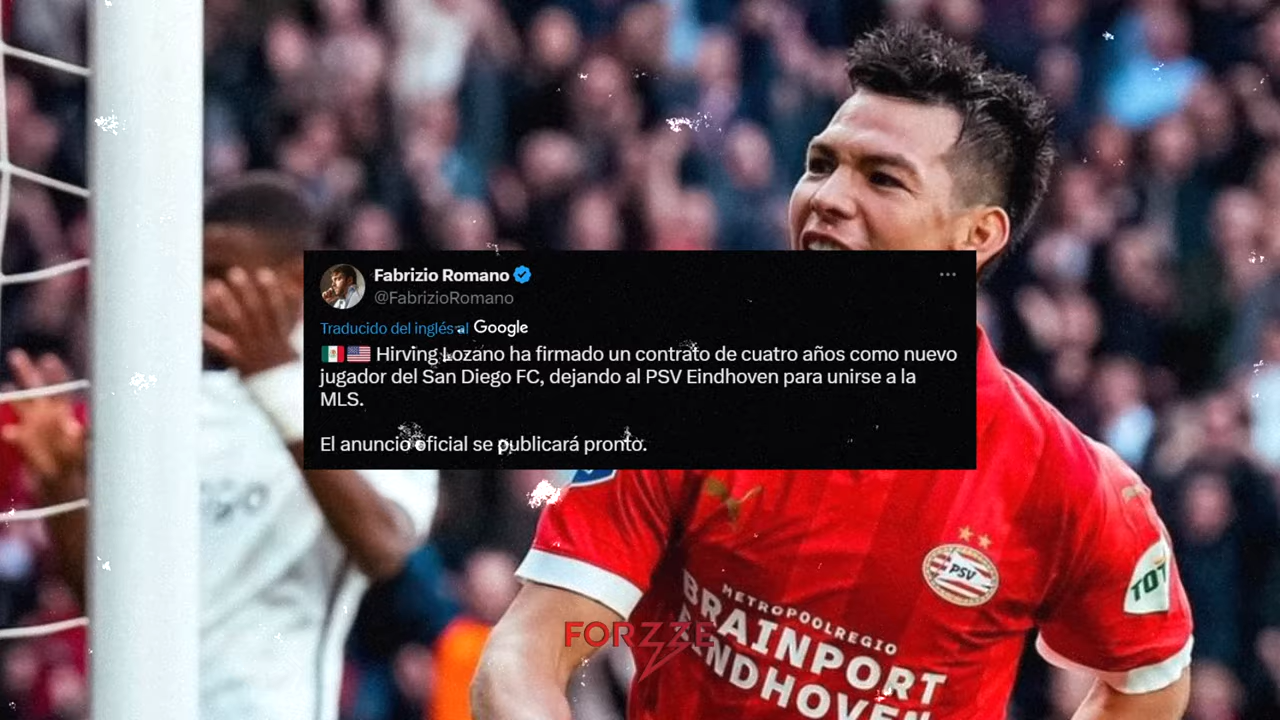 Fabrizio Romano
@FabrizioRomano
Traducido del inglés al Google
Hirving Lozano ha firmado un contrato de cuatro años como nuevo
jugador del San Diego FC, dejando al PSV Eindhoven para unirse a la
MLS.
El anuncio oficial se publicará pronto.
PSV
TOT
METROPOOLREGIO
BRAINPORT
EINDHOVEN
FORZZE